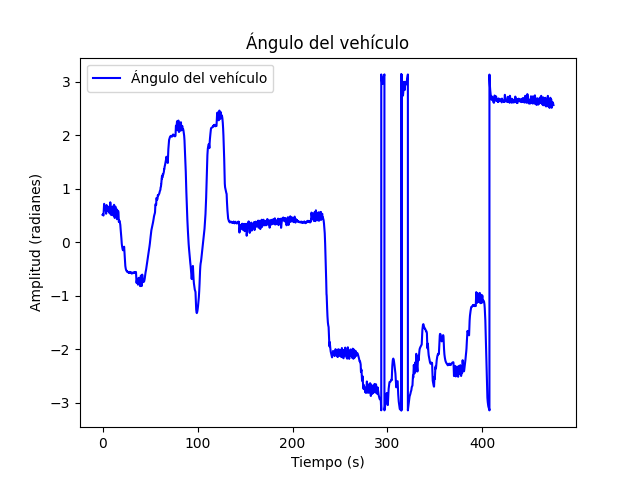 Ángulo del vehículo
Ángulo del vehículo
Amplitud (radianes)
3
2
1
0
−1
−2
−3
0 100 200 300 400
Tiempo (s)